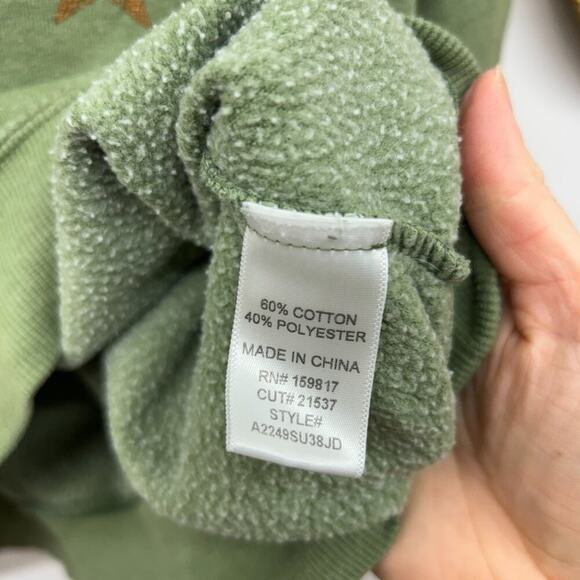 60% COTTON
40% POLYESTER
MADE IN CHINA
RN# 159817
CUT# 21537
STYLE#
A2249SU38JD